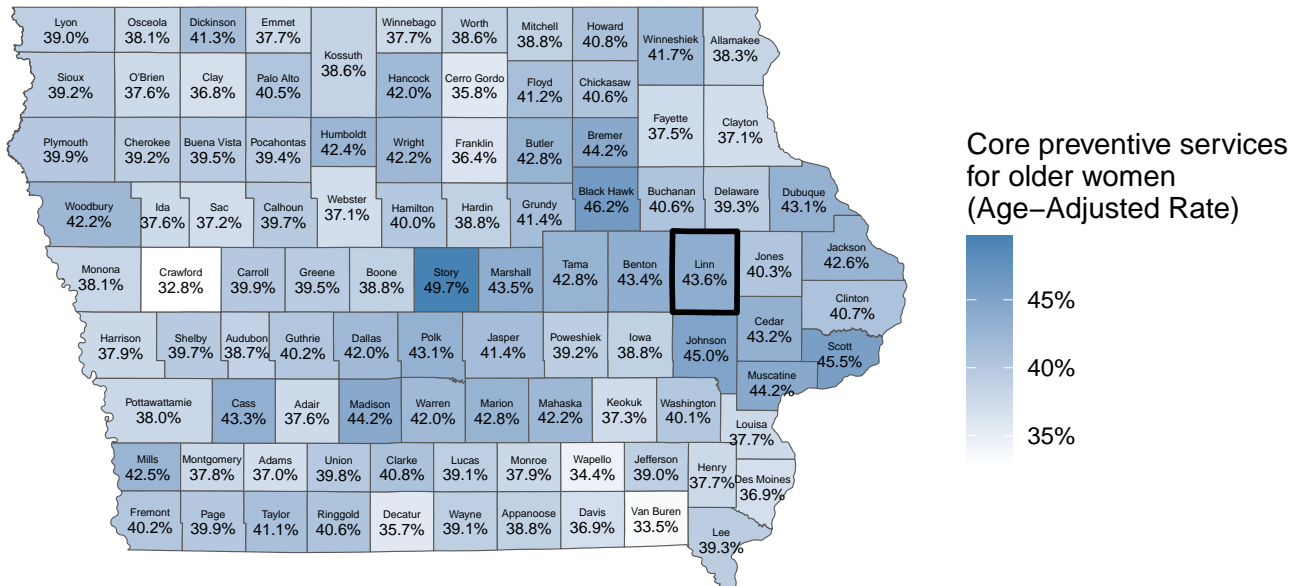 Lyon
39.0%
Osceola
38.1%
Dickinson
41.3%
Emmet
37.7%
Kossuth
38.6%
Winnebago
37.7%
Worth
38.6%
Mitchell
38.8%
Howard
40.8%
Winneshiek
41.7%
Allamakee
38.3%
Sioux
39.2%
O'Brien
37.6%
Clay
36.8%
Palo Alto
40.5%
Hancock
42.0%
Cerro Gordo
35.8%
Floyd
41.2%
Chickasaw
40.6%
Fayette
37.5%
Clayton
37.1%
Plymouth
39.9%
Cherokee
39.2%
Buena Vista
39.5%
Pocahontas
39.4%
Humboldt
42.4%
Wright
42.2%
Franklin
36.4%
Butler
42.8%
Bremer
44.2%
Woodbury
42.2%
Ida
37.6%
Sac
37.2%
Calhoun
39.7%
Webster
37.1%
Hamilton
40.0%
Hardin
38.8%
Grundy
41.4%
Black Hawk
46.2%
Buchanan
40.6%
Delaware
39.3%
Dubuque
43.1%
Monona
38.1%
Crawford
32.8%
Carroll
39.9%
Greene
39.5%
Boone
38.8%
Story
49.7%
Marshall
43.5%
Tama
42.8%
Benton
43.4%
Linn
43.6%
Jones
40.3%
Jackson
42.6%
Clinton
40.7%
Harrison
37.9%
Shelby
39.7%
Audubon
38.7%
Guthrie
40.2%
Dallas
42.0%
Polk
43.1%
Jasper
41.4%
Poweshiek
39.2%
Iowa
38.8%
Johnson
45.0%
Cedar
43.2%
Scott
45.5%
Muscatine
44.2%
Pottawattamie
38.0%
Cass
43.3%
Adair
37.6%
Madison
44.2%
Warren
42.0%
Marion
42.8%
Mahaska
42.2%
Keokuk
37.3%
Washington
40.1%
Louisa
37.7%
Mills
42.5%
Montgomery
37.8%
Adams
37.0%
Union
39.8%
Clarke
40.8%
Lucas
39.1%
Monroe
37.9%
Wapello
34.4%
Jefferson
39.0%
Henry
37.7%
Des Moines
36.9%
Fremont
40.2%
Page
39.9%
Taylor
41.1%
Ringgold
40.6%
Decatur
35.7%
Wayne
39.1%
Appanoose
38.8%
Davis
36.9%
Van Buren
33.5%
Lee
39.3%
Core preventive services
for older women
(Age−Adjusted Rate)
45%
40%
35%